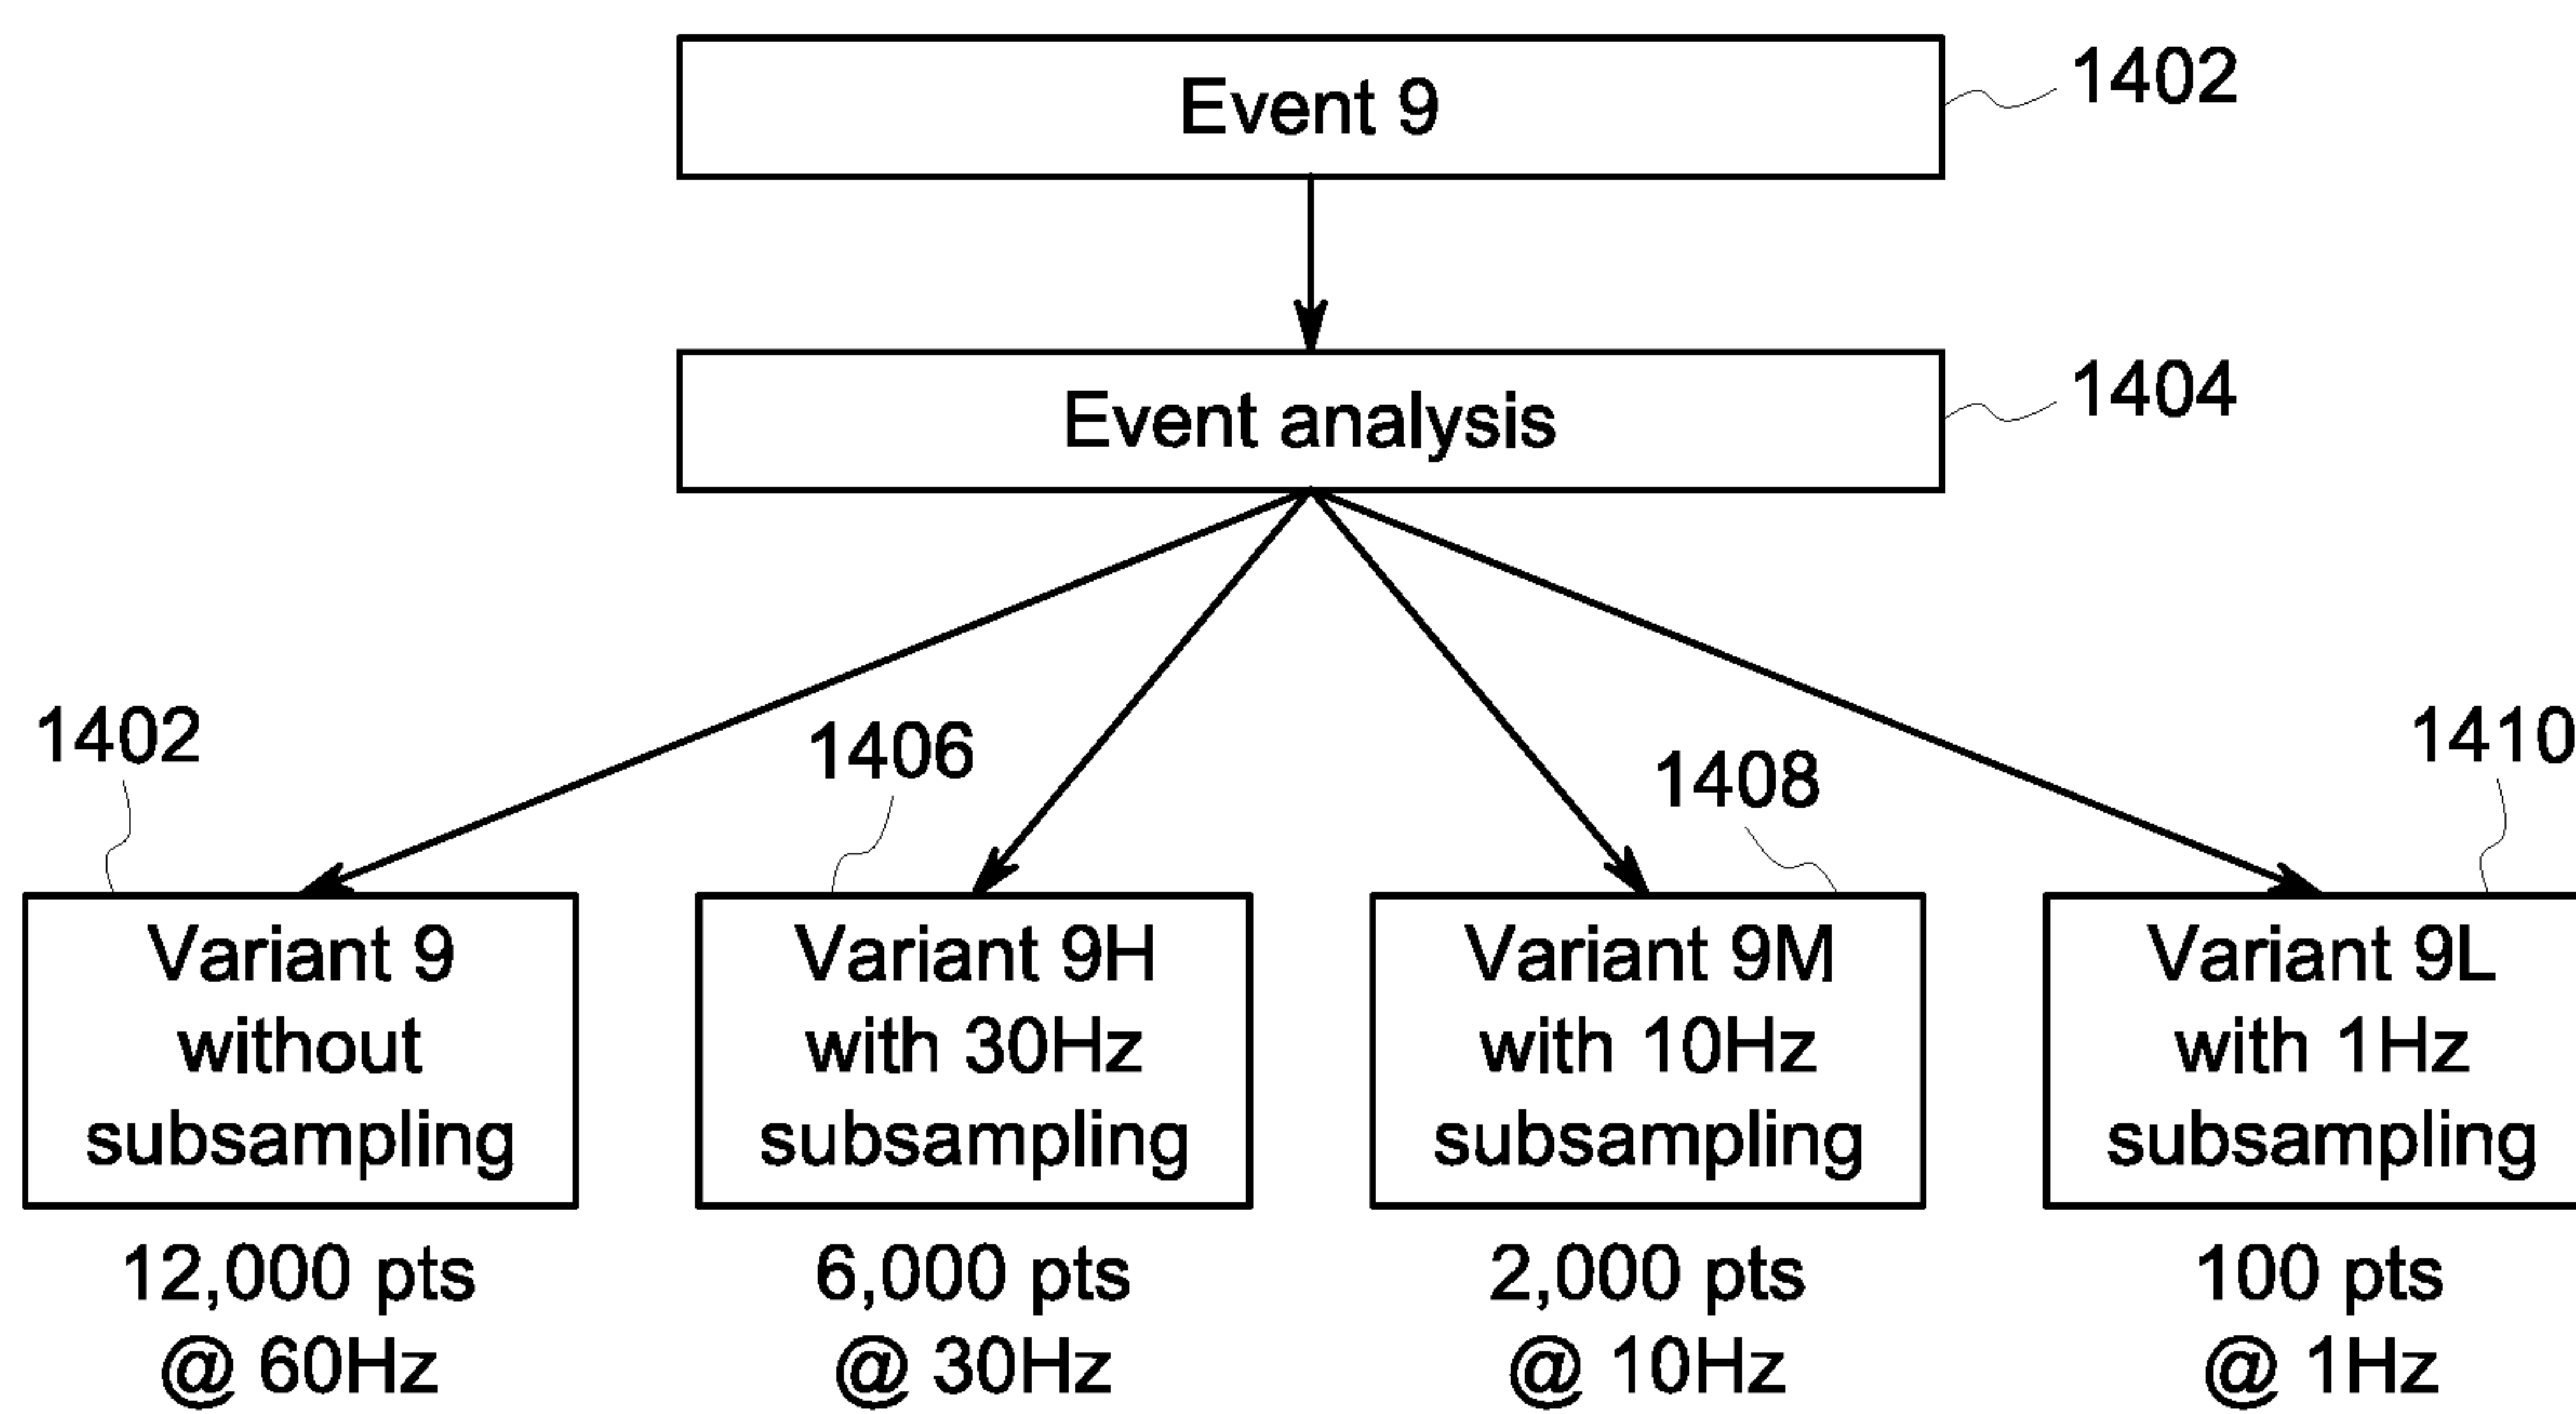 Event 9
1402
Event analysis
1404
1402
1406
1408
1410
Variant 9
without
subsampling
12,000 pts
@ 60Hz
Variant 9H
with 30Hz
subsampling
6,000 pts
@ 30Hz
Variant 9M
with 10Hz
subsampling
2,000 pts
@ 10Hz
Variant 9L
with 1Hz
subsampling
100 pts
@ 1Hz